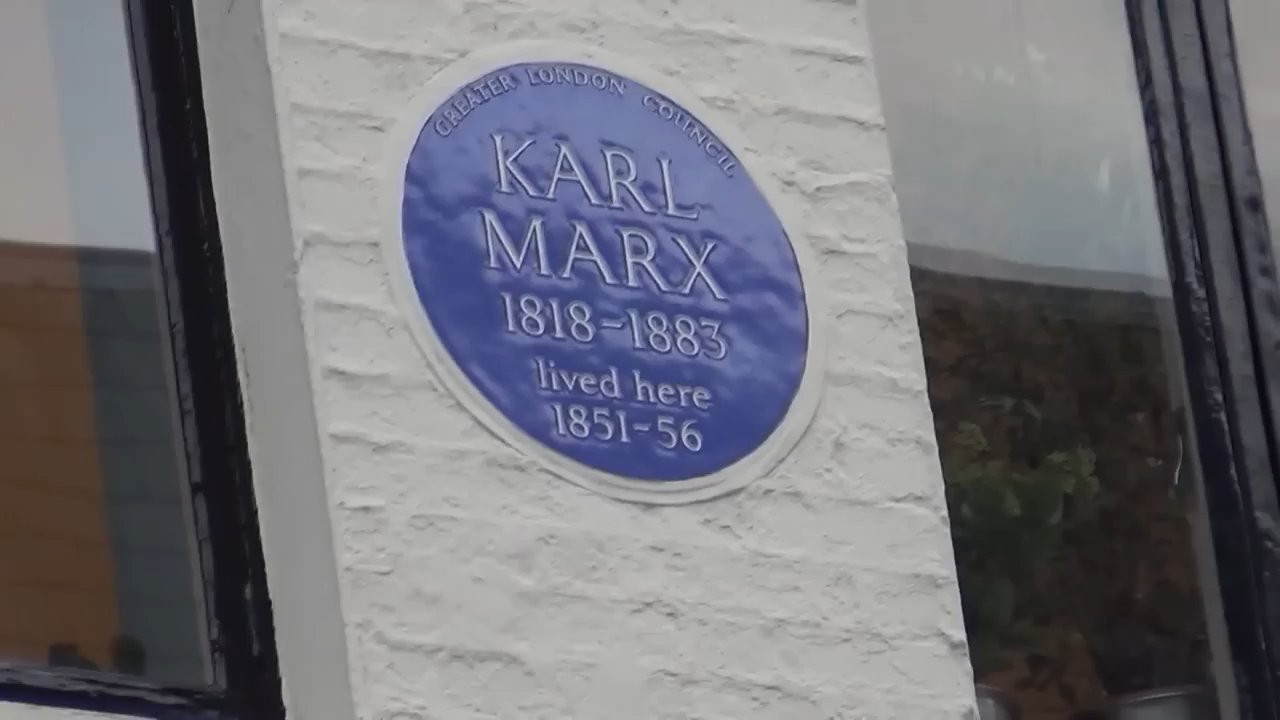 GREATER LONDON COUNCIL
KARL
MARX
1818-1883
lived here
1851-56